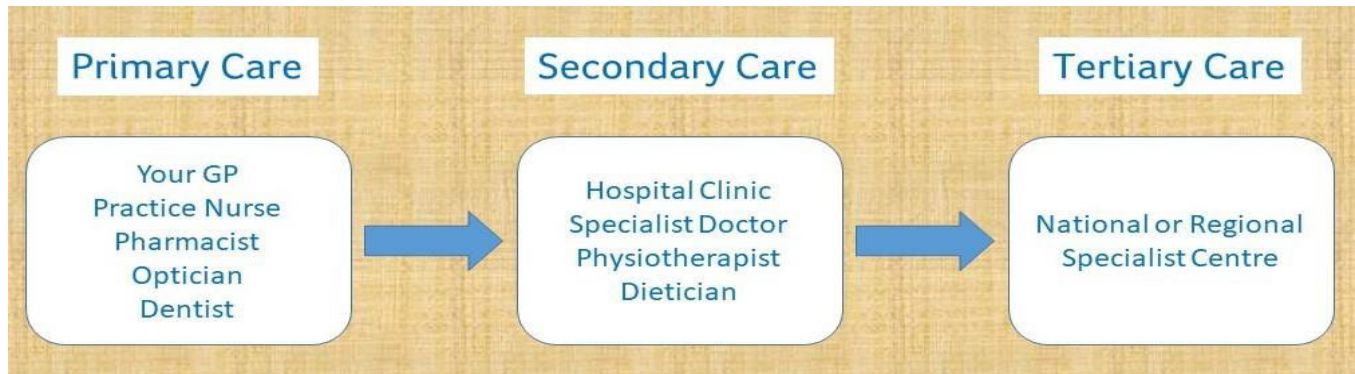 Primary Care
Your GP
Practice Nurse
Pharmacist
Optician
Dentist
Secondary Care
Hospital Clinic
Specialist Doctor
Physiotherapist
Dietician
Tertiary Care
National or Regional
Specialist Centre